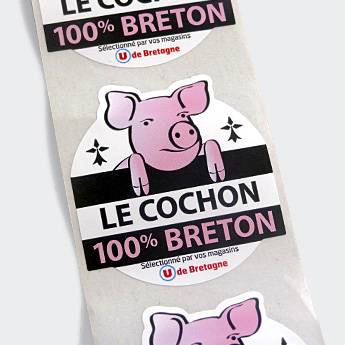 LE COCHON
100% BRETON
Sélectionné par vos magasins
U de Bretagne
LE COCHON
100% BRETON
Sélectionné par vos magasins
U de Bretagne